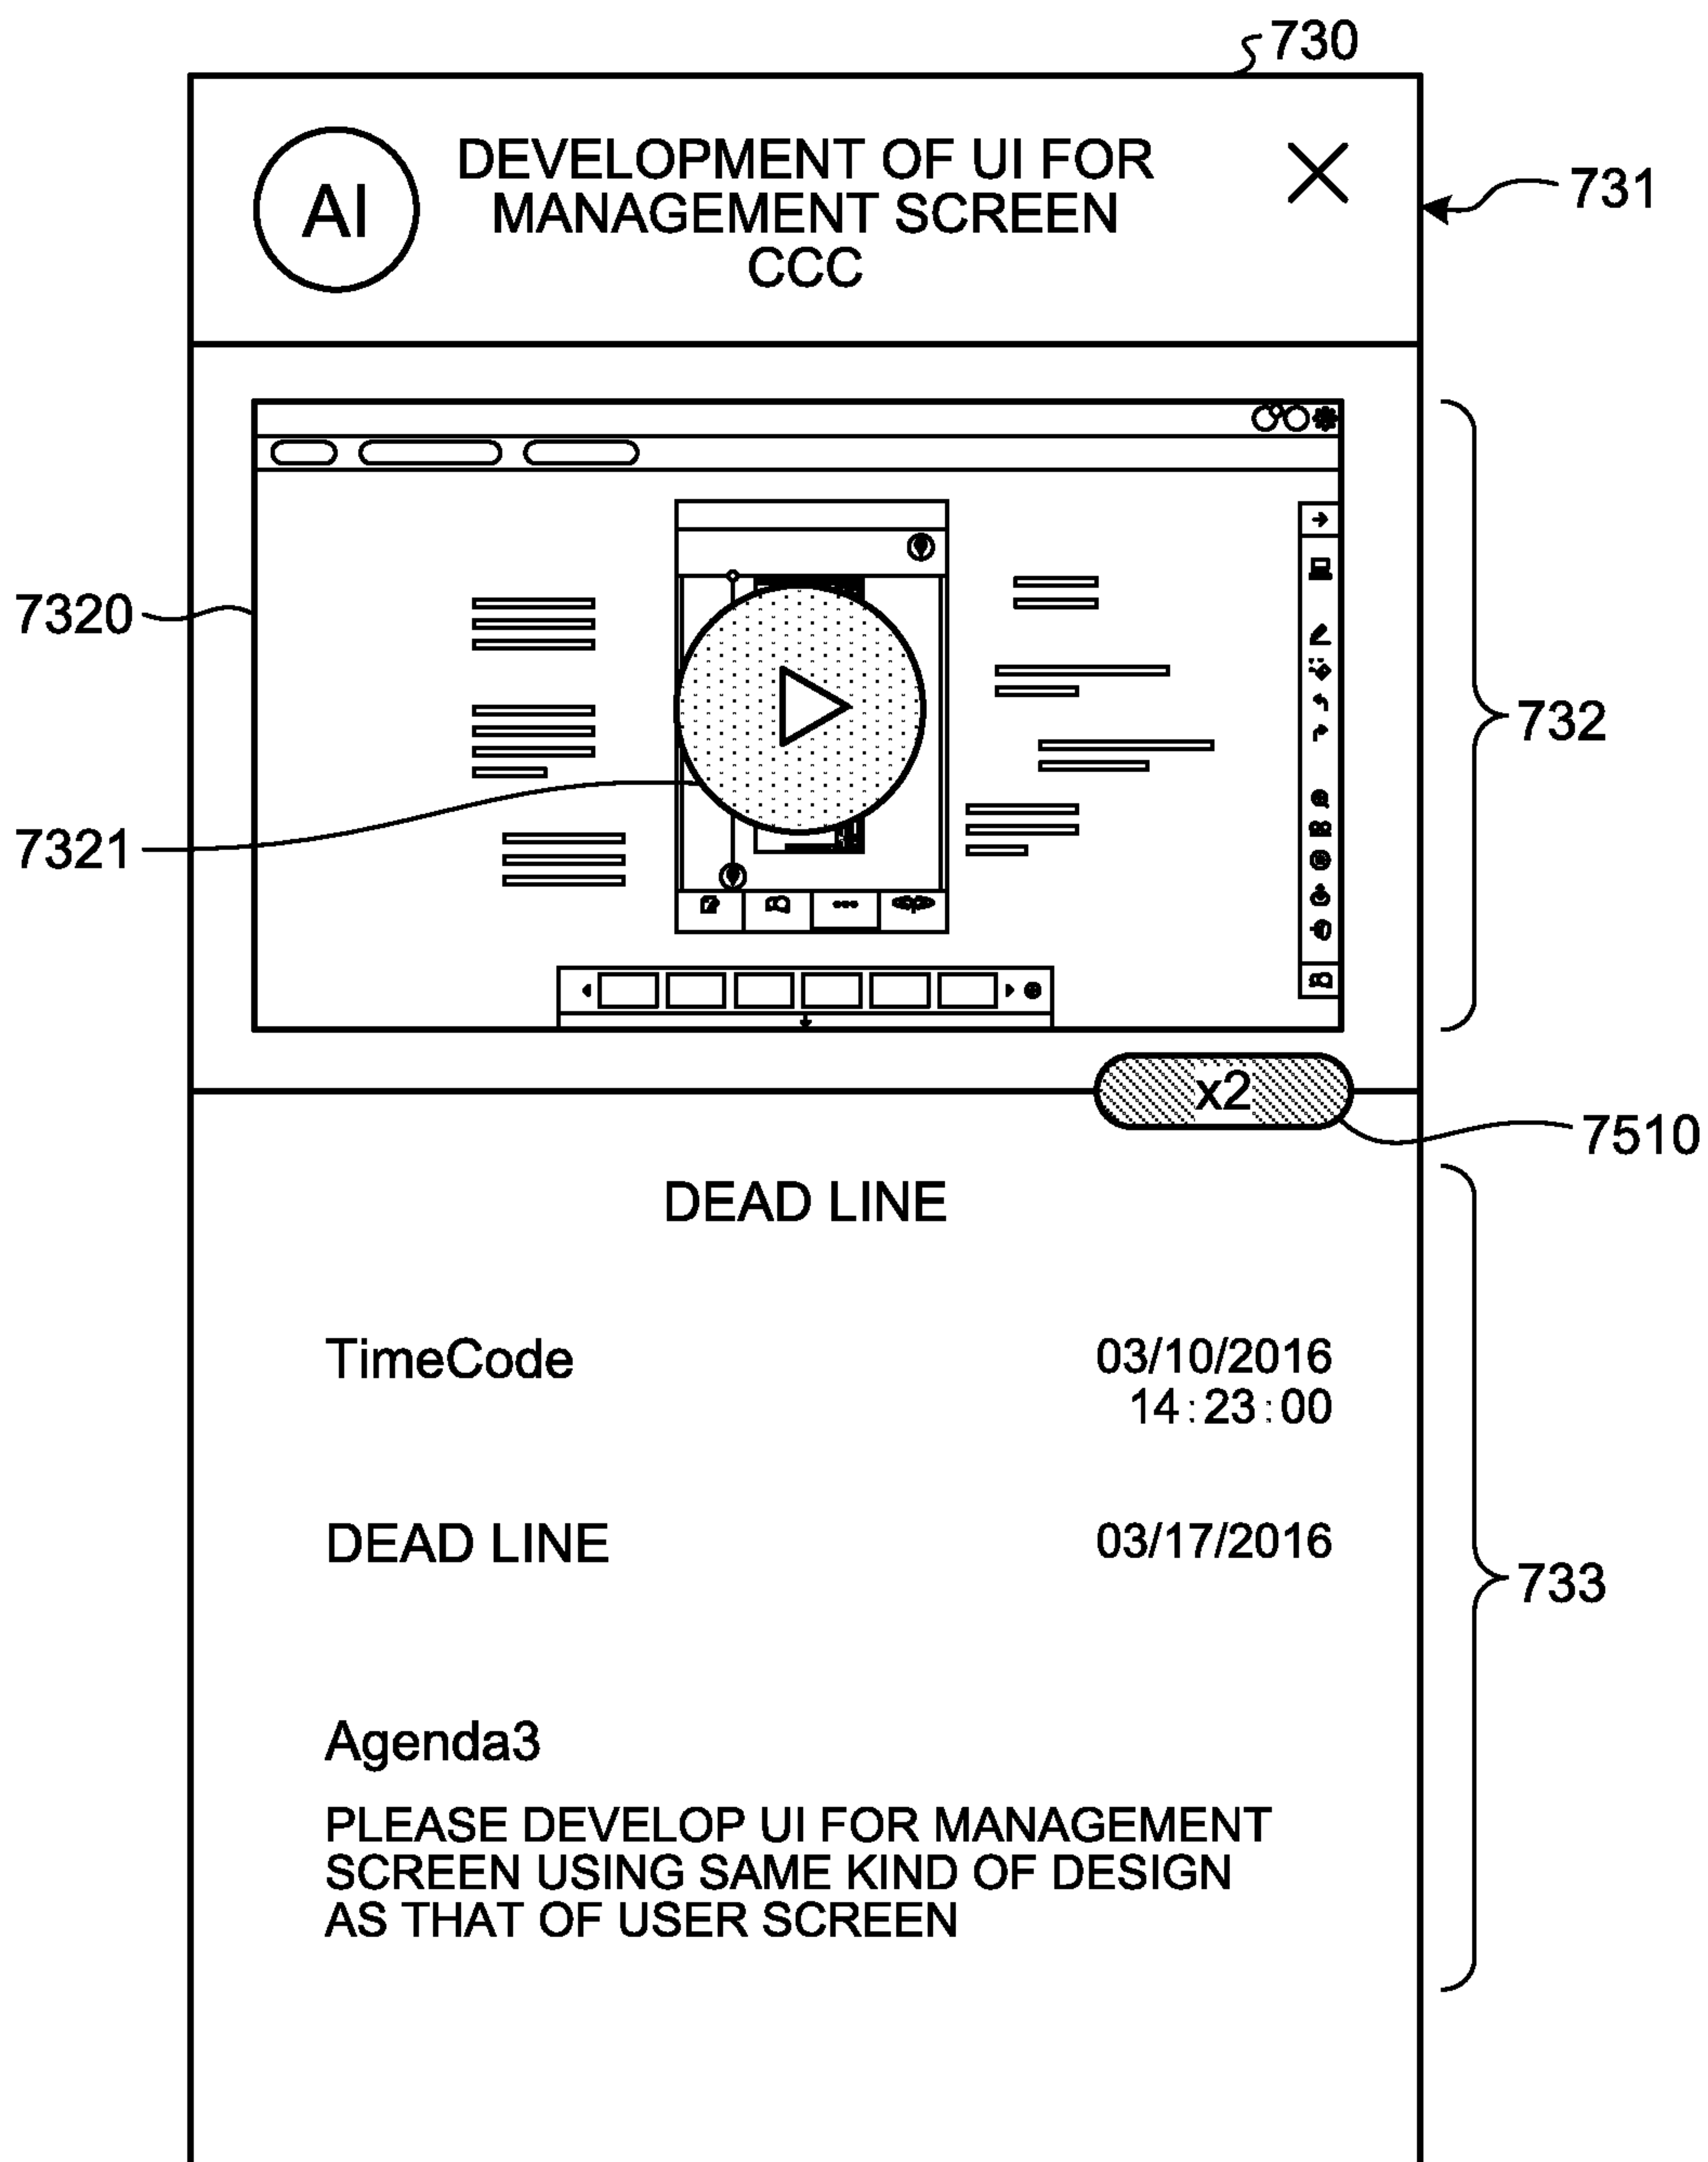 730
AI
DEVELOPMENT OF UI FOR
MANAGEMENT SCREEN
CCC
731
7320
732
7321
x2
7510
DEAD LINE
TimeCode 03/10/2016
14:23:00
DEAD LINE 03/17/2016
733
Agenda3
PLEASE DEVELOP UI FOR MANAGEMENT
SCREEN USING SAME KIND OF DESIGN
AS THAT OF USER SCREEN